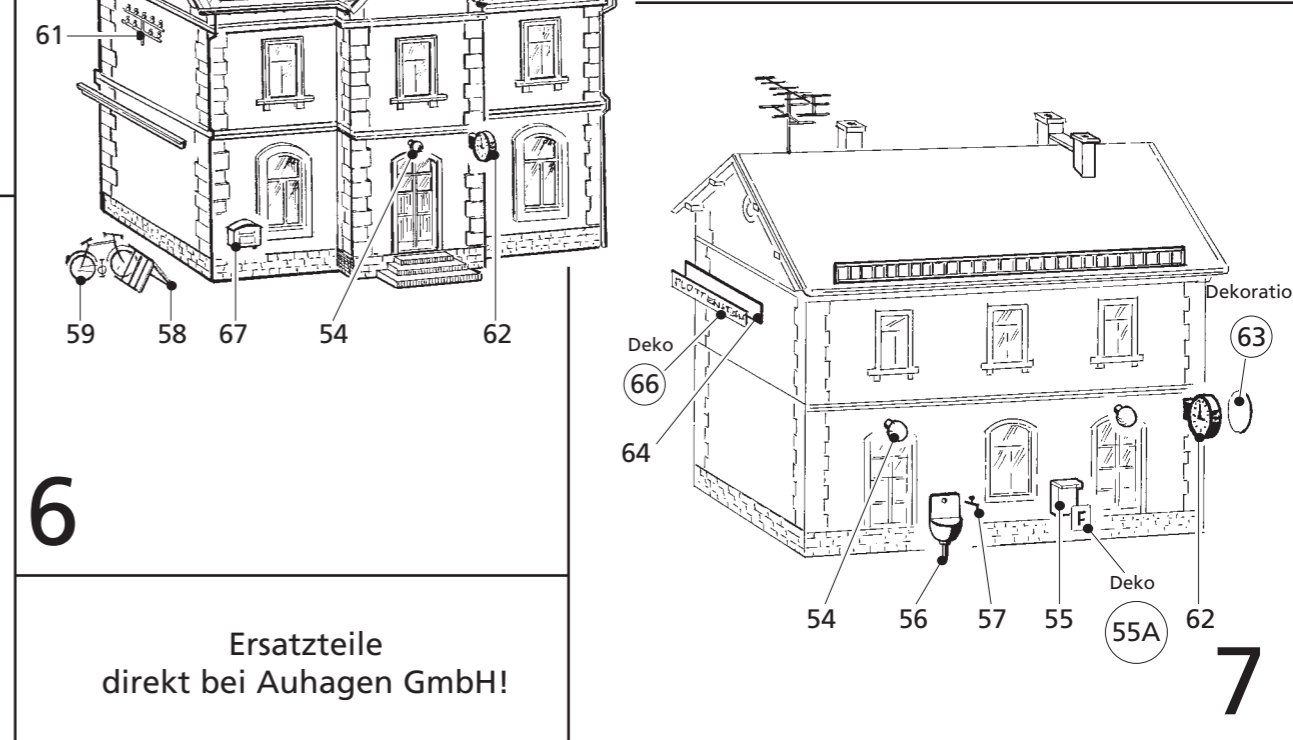 61
59
58
67
54
62
6
Ersatzteile
direkt bei Auhagen GmbH!
Dekoratio
63
Deko
66
64
54
56
57
55
F
Deko
55A
62
7